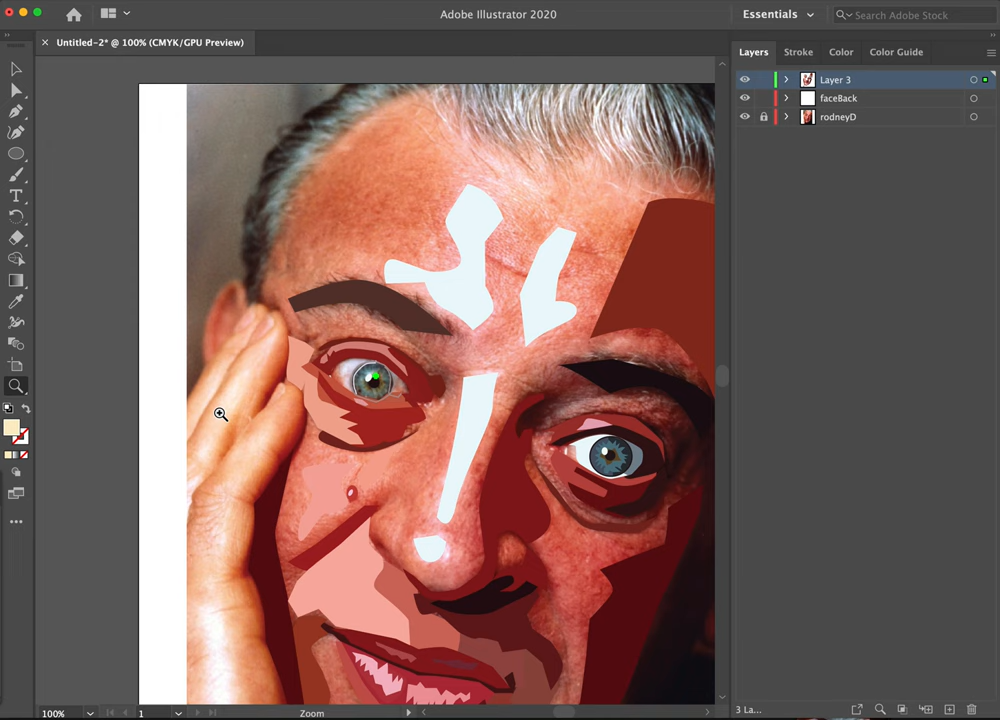 Adobe Illustrator 2020
Essentials
Search Adobe Stock
Untitled-2* @ 100% (CMYK/GPU Preview)
Layers Stroke Color Color Guide
Layer 3
faceBack
rodneyD
T
100% 1 Zoom
3 La...